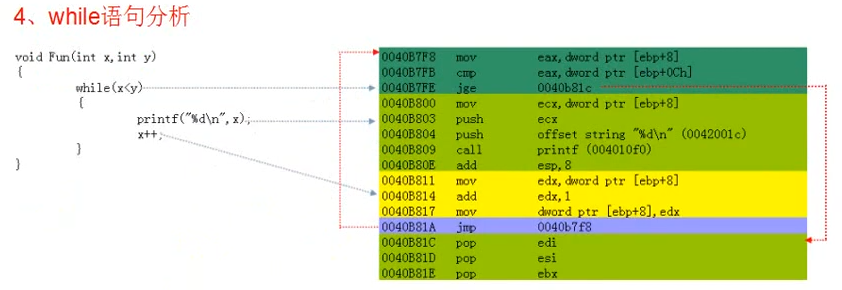 4、while语句分析
void Fun(int x,int y)
{
while(x<y)
{
printf("%d\n",x);
x++;
}
}
0040B7F8 mov eax,dword ptr [ebp+8]
0040B7FB cmp eax,dword ptr [ebp+0Ch]
0040B7FE jge 0040b81c
0040B800 mov ecx,dword ptr [ebp+8]
0040B803 push ecx
0040B804 push offset string "%d\n" (0042001c)
0040B809 call printf (004010f0)
0040B80E add esp,8
0040B811 mov edx,dword ptr [ebp+8]
0040B814 add edx,1
0040B817 mov dword ptr [ebp+8],edx
0040B81A jmp 0040b7f8
0040B81C pop edi
0040B81D pop esi
0040B81E pop ebx